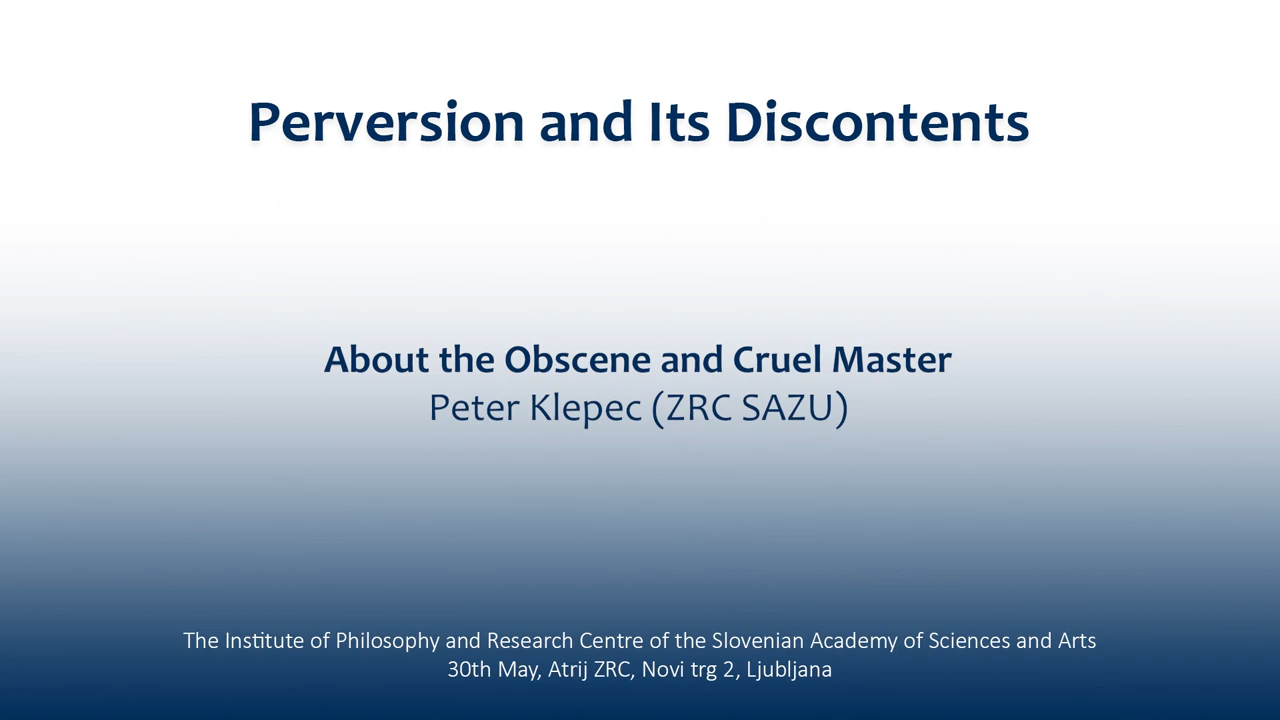 Perversion and Its Discontents
About the Obscene and Cruel Master
Peter Klepec (ZRC SAZU)
The Institute of Philosophy and Research Centre of the Slovenian Academy of Sciences and Arts
30th May, Atrij ZRC, Novi trg 2, Ljubljana